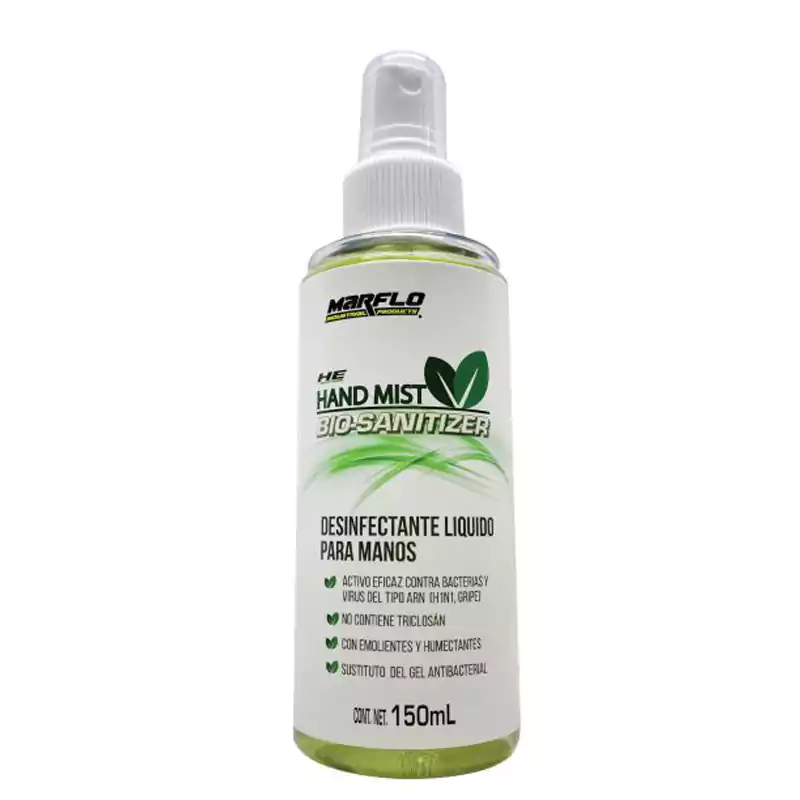 MARFLO
INDUSTRIAL PRODUCTS
HE
HAND MIST
BIO-SANITIZER
DESINFECTANTE LIQUIDO
PARA MANOS
ACTIVO EFICAZ CONTRA BACTERIAS Y
VIRUS DEL TIPO ARN (H1N1, GRIPE)
NO CONTIENE TRICLOSÁN
CON EMOLIENTES Y HUMECTANTES
SUSTITUTO DEL GEL ANTIBACTERIAL
CONT. NET. 150mL